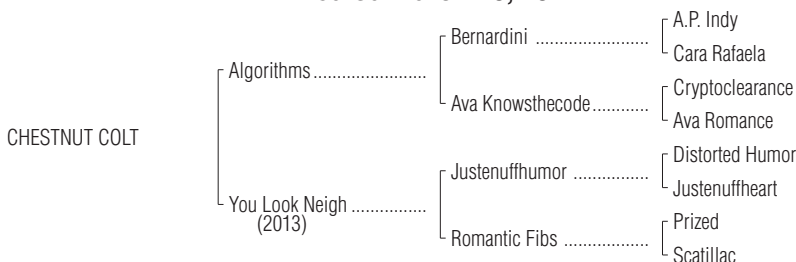 A.P. Indy
Bernardini ........................
Cara Rafaela
Algorithms........................
Cryptoclearance
Ava Knowsthecode............
Ava Romance
CHESTNUT COLT
Distorted Humor
Justenuffhumor ................
Justenuffheart
You Look Neigh ................
(2013)
Prized
Romantic Fibs ..................
Scatillac